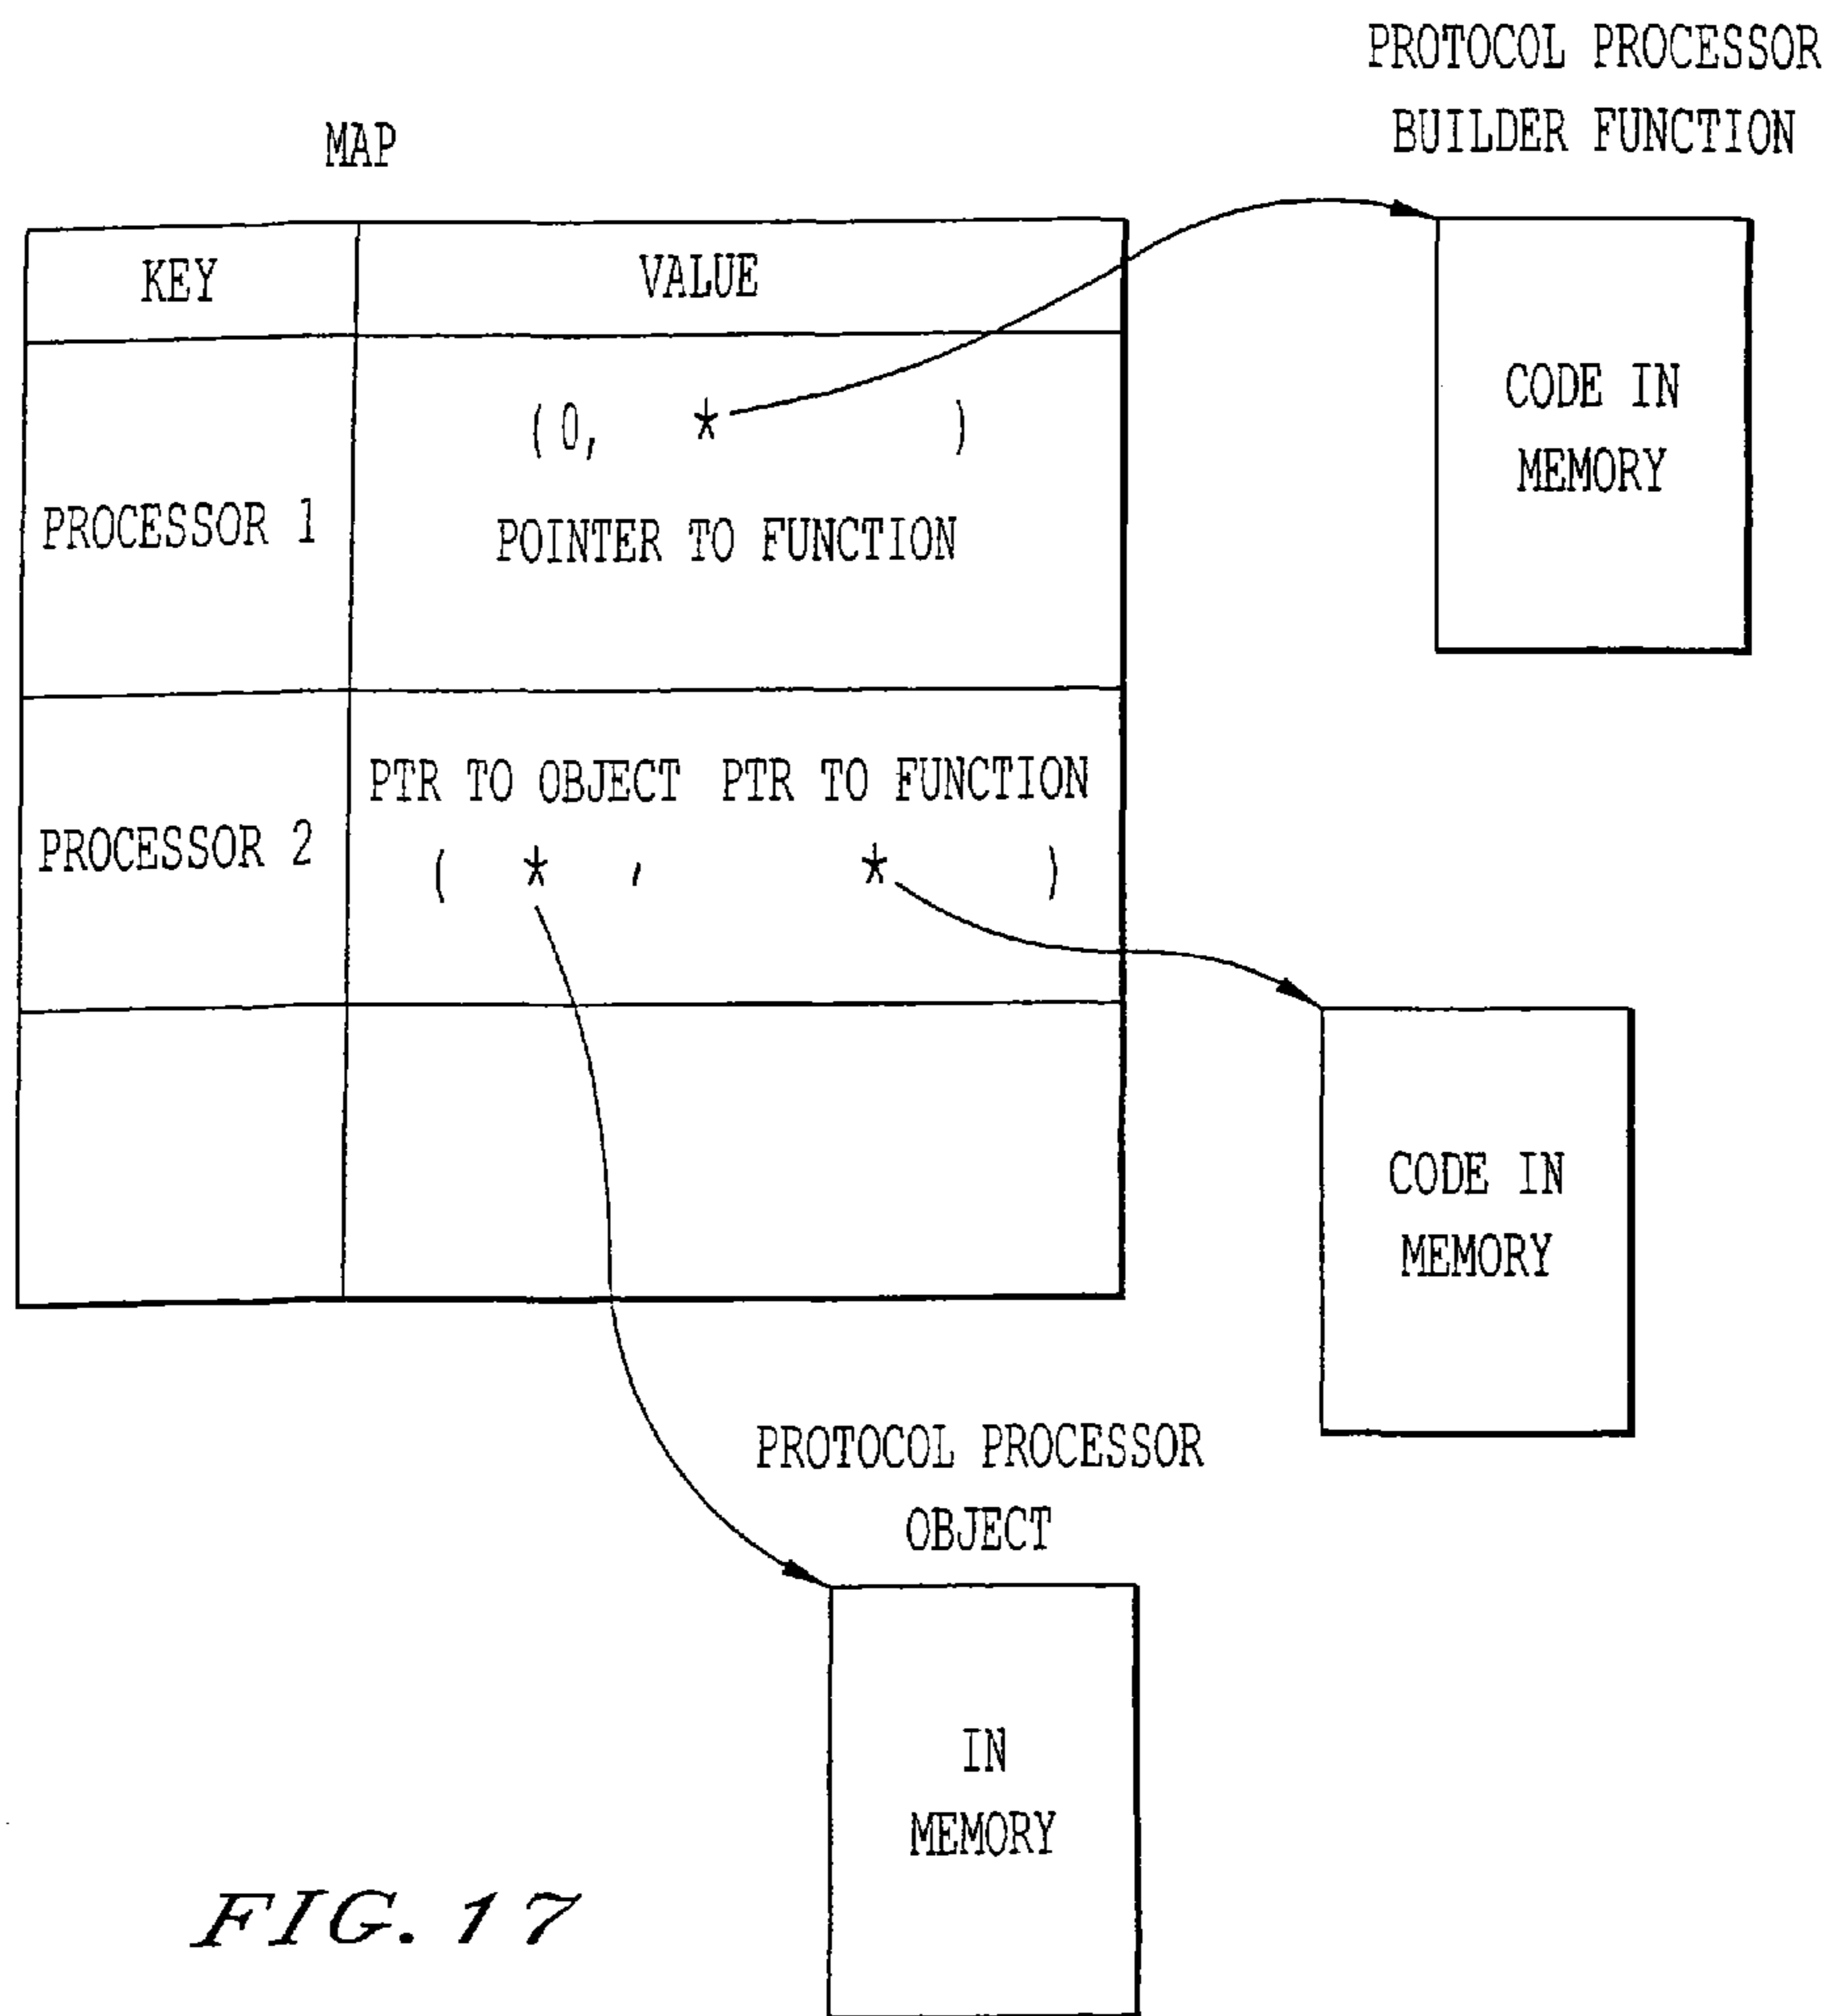 PROTOCOL PROCESSOR
BUILDER FUNCTION
MAP
KEY VALUE
CODE IN
MEMORY
(0, * )
PROCESSOR 1
POINTER TO FUNCTION
PTR TO OBJECT PTR TO FUNCTION
PROCESSOR 2
( * , * )
CODE IN
MEMORY
PROTOCOL PROCESSOR
OBJECT
IN
MEMORY
FIG. 17